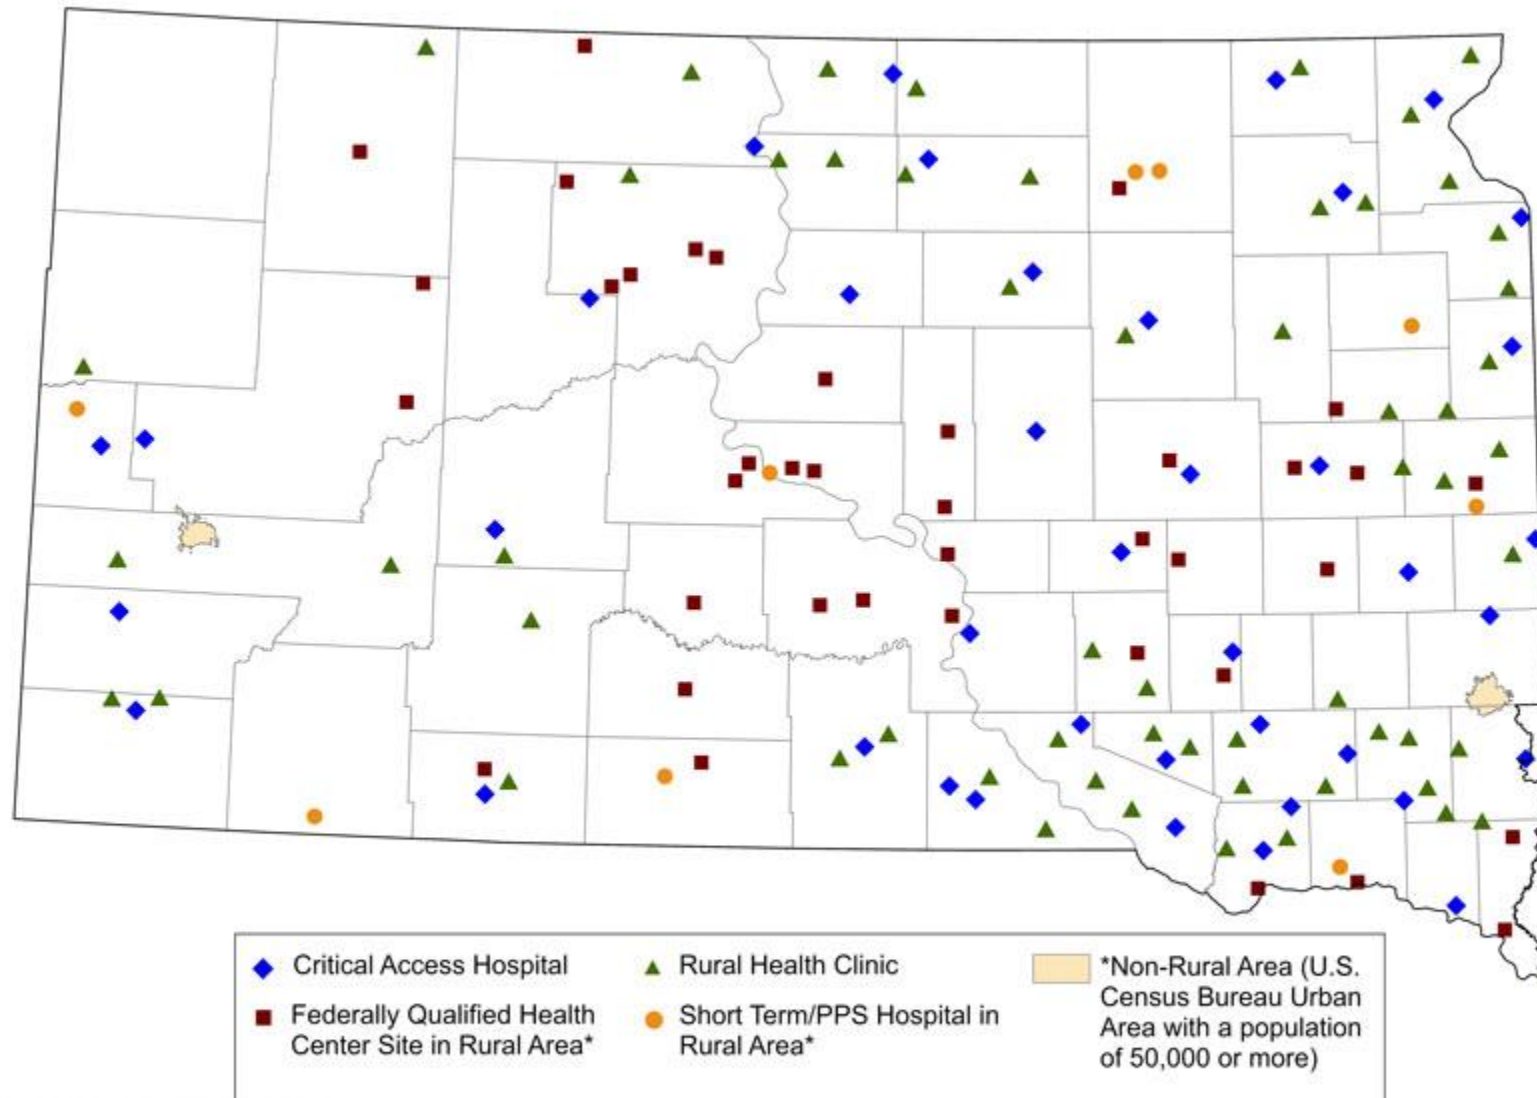 Critical Access Hospital
Federally Qualified Health
Center Site in Rural Area*
Rural Health Clinic
Short Term/PPS Hospital in
Rural Area*
*Non-Rural Area (U.S.
Census Bureau Urban
Area with a population
of 50,000 or more)